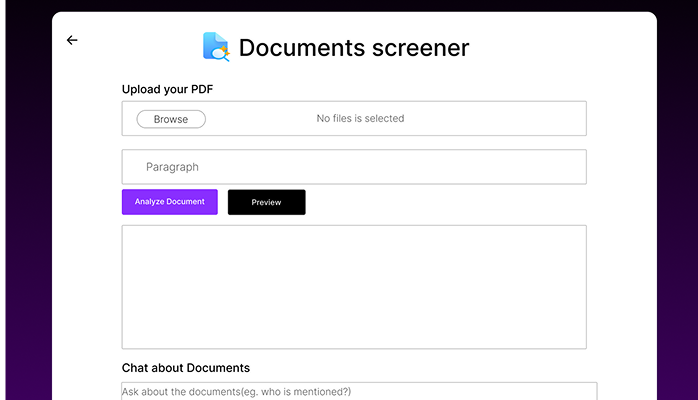 Documents screener
Upload your PDF
Browse
No files is selected
Paragraph
Analyze Document
Preview
Chat about Documents
Ask about the documents(eg. who is mentioned?)